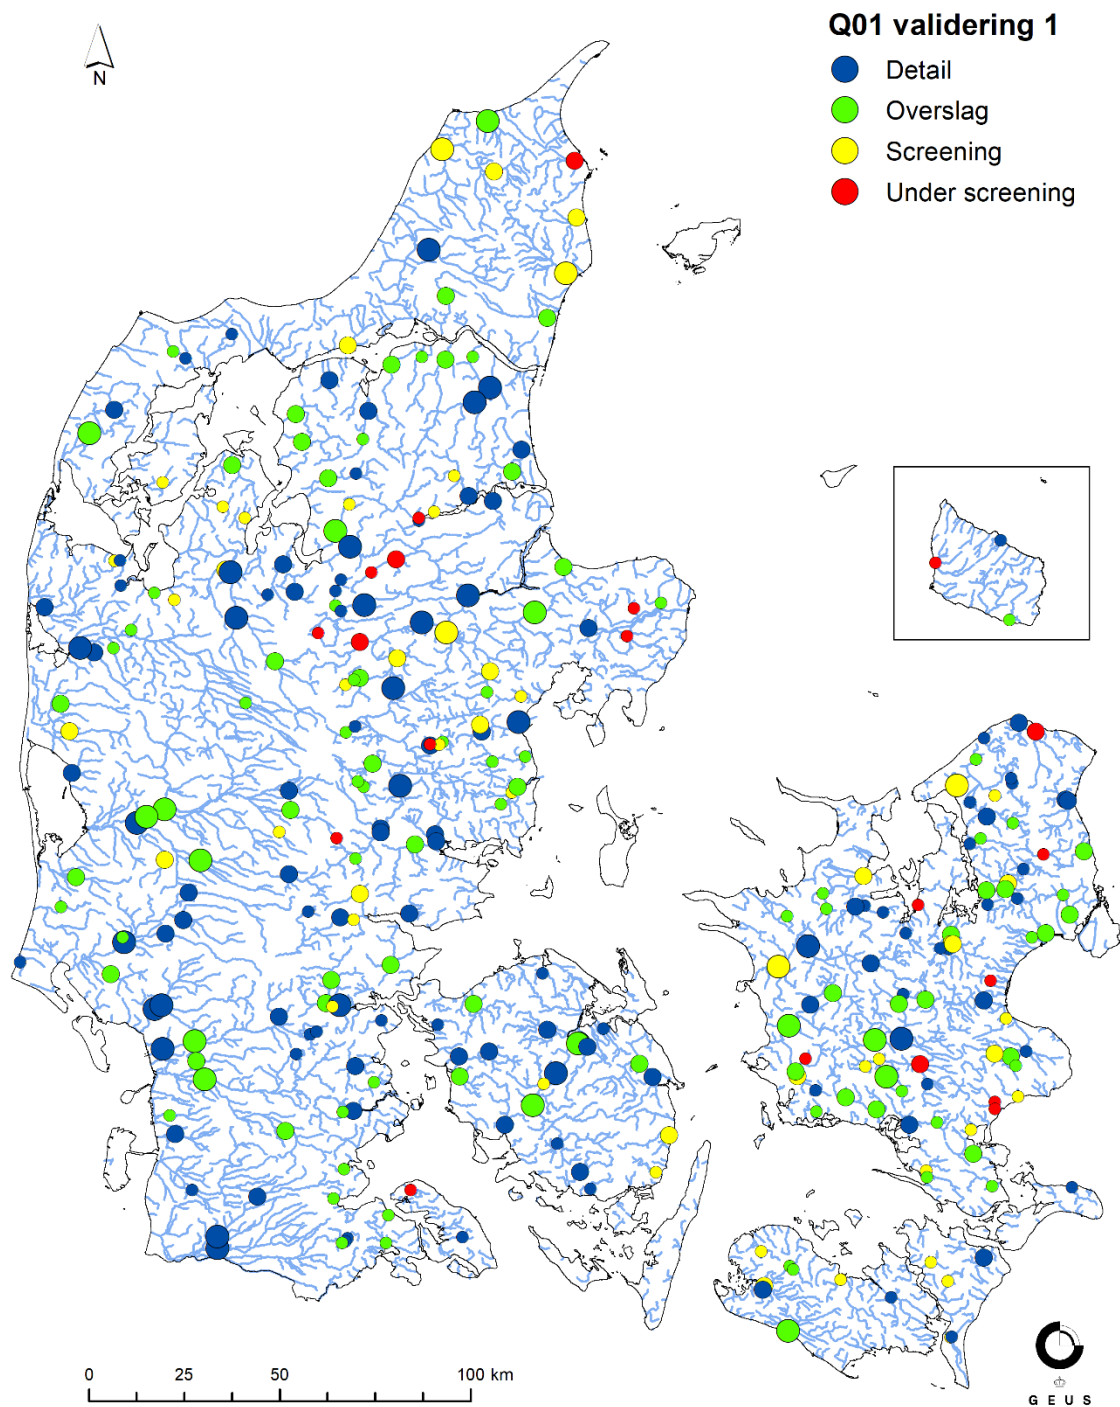 Q01 validering 1
Detail
Overslag
Screening
Under screening
N
0 25 50 100 km
G E U S